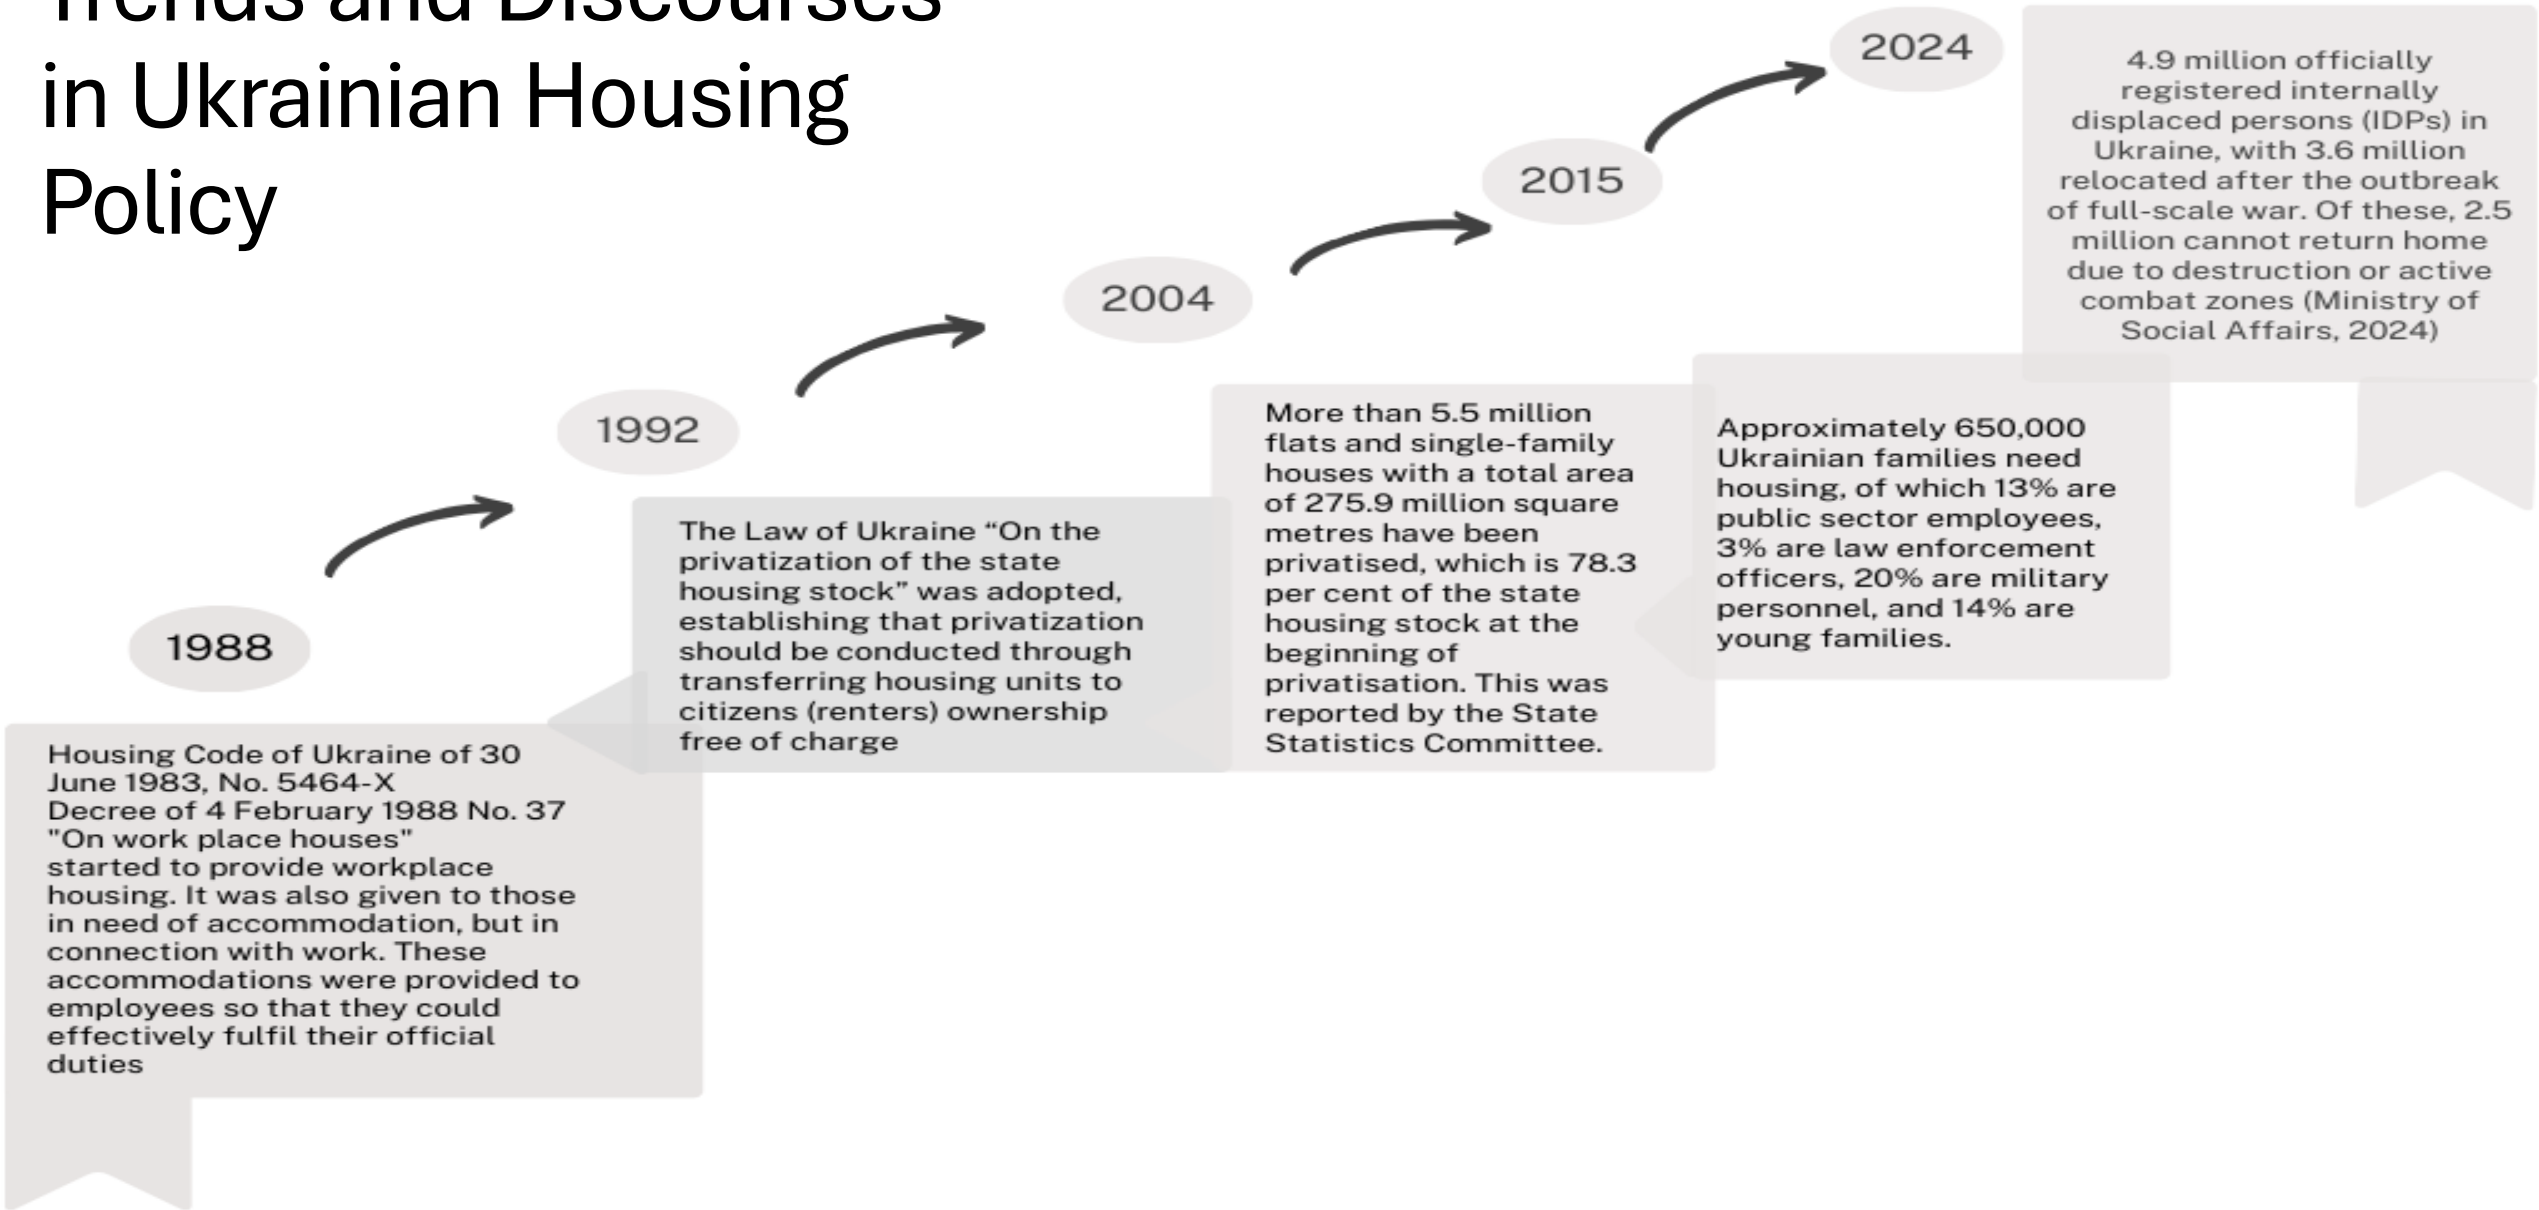 Trends and Discourses
in Ukrainian Housing
Policy
1988
Housing Code of Ukraine of 30
June 1983, No. 5464-X
Decree of 4 February 1988 No. 37
"On work place houses"
started to provide workplace
housing. It was also given to those
in need of accommodation, but in
connection with work. These
accommodations were provided to
employees so that they could
effectively fulfil their official
duties
1992
The Law of Ukraine “On the
privatization of the state
housing stock” was adopted,
establishing that privatization
should be conducted through
transferring housing units to
citizens (renters) ownership
free of charge
2004
More than 5.5 million
flats and single-family
houses with a total area
of 275.9 million square
metres have been
privatised, which is 78.3
per cent of the state
housing stock at the
beginning of
privatisation. This was
reported by the State
Statistics Committee.
2015
Approximately 650,000
Ukrainian families need
housing, of which 13% are
public sector employees,
3% are law enforcement
officers, 20% are military
personnel, and 14% are
young families.
2024
4.9 million officially
registered internally
displaced persons (IDPs) in
Ukraine, with 3.6 million
relocated after the outbreak
of full-scale war. Of these, 2.5
million cannot return home
due to destruction or active
combat zones (Ministry of
Social Affairs, 2024)